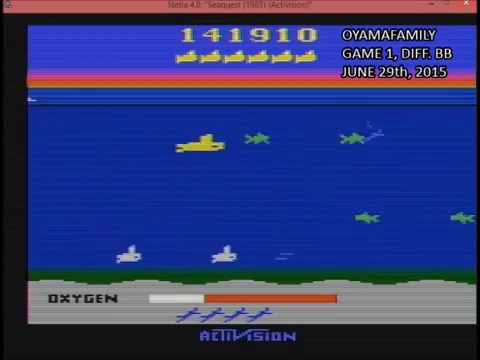 Stella 4.0: "Seaquest (1983) (Activision)"
141910
OYAMAFAMILY
GAME 1, DIFF. BB
JUNE 29th, 2015
OXYGEN
ACTIVISION